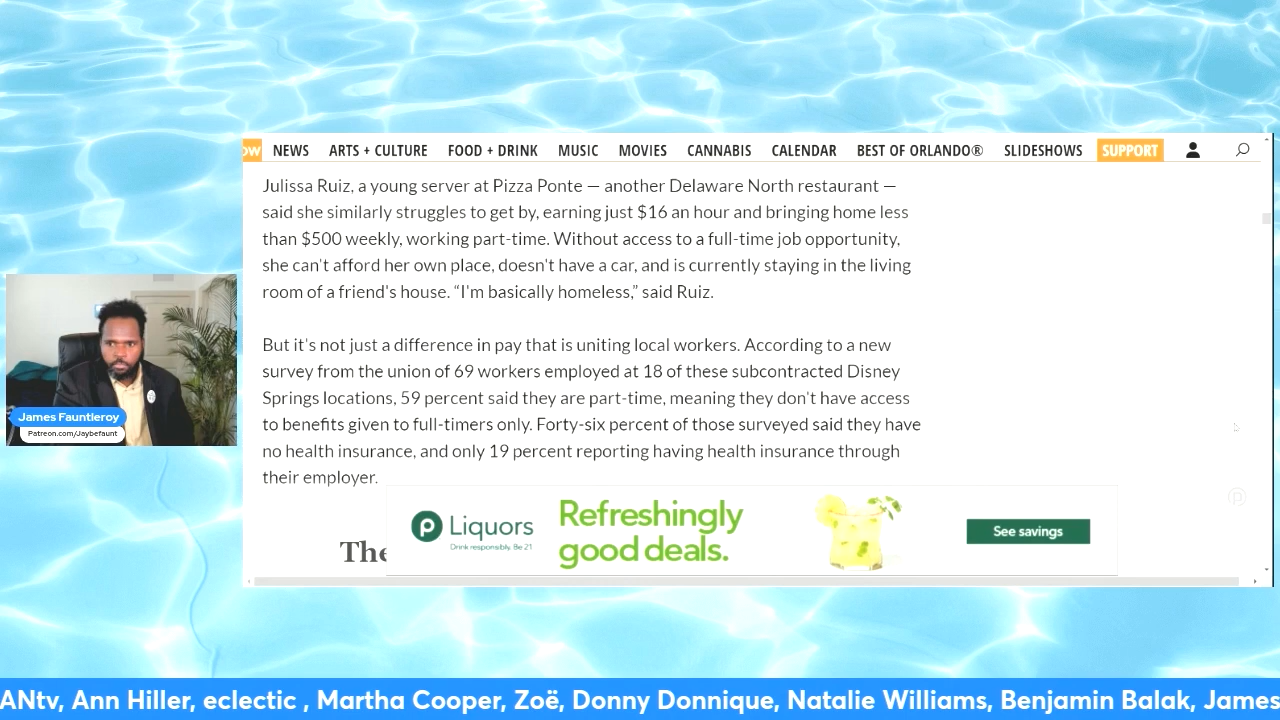 OW NEWS ARTS + CULTURE FOOD + DRINK MUSIC MOVIES CANNABIS CALENDAR BEST OF ORLANDO® SLIDESHOWS SUPPORT
Julissa Ruiz, a young server at Pizza Ponte — another Delaware North restaurant —
said she similarly struggles to get by, earning just $16 an hour and bringing home less
than $500 weekly, working part-time. Without access to a full-time job opportunity,
she can't afford her own place, doesn't have a car, and is currently staying in the living
room of a friend's house. “I'm basically homeless,” said Ruiz.
But it's not just a difference in pay that is uniting local workers. According to a new
survey from the union of 69 workers employed at 18 of these subcontracted Disney
Springs locations, 59 percent said they are part-time, meaning they don't have access
to benefits given to full-timers only. Forty-six percent of those surveyed said they have
no health insurance, and only 19 percent reporting having health insurance through
their employer.
The
p Liquors
Drink responsibly. Be 21
Refreshingly
good deals.
See savings
James Fauntleroy
Patreon.com/Jaybefaunt
ANtv, Ann Hiller, eclectic , Martha Cooper, Zoë, Donny Donnique, Natalie Williams, Benjamin Balak, James